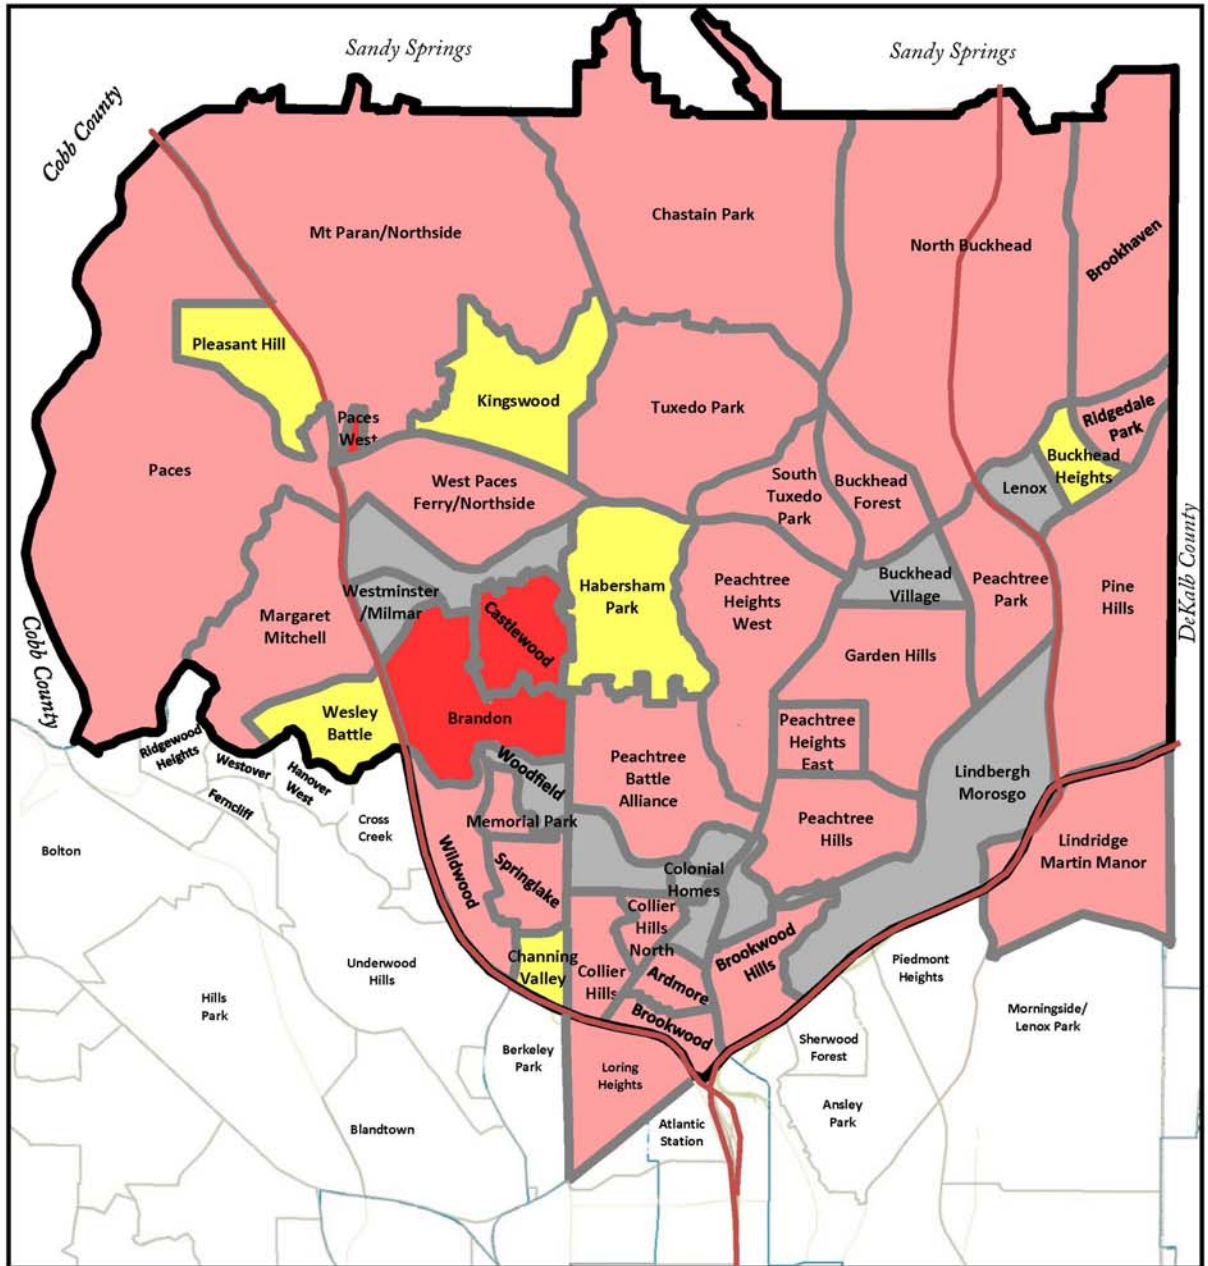 Sandy Springs
Sandy Springs
Cobb County
Chastain Park
Mt Paran/Northside
North Buckhead
Brookhaven
Pleasant Hill
Kingswood
Tuxedo Park
Paces
West
Ridgedale
Park
Buckhead
Heights
Paces
West Paces
Ferry/Northside
South
Tuxedo
Park
Buckhead
Forest
Lenox
DeKalb County
Westminster
/Milmar
Castlewood
Habersham
Park
Peachtree
Heights
West
Buckhead
Village
Peachtree
Park
Pine
Hills
Margaret
Mitchell
Garden Hills
Cobb County
Wesley
Battle
Brandon
Peachtree
Heights
East
Ridgewood
Heights
Westover
Hanover
West
Ferncliff
Woodfield
Peachtree
Battle
Alliance
Lindbergh
Morosgo
Cross
Creek
Memorial Park
Peachtree
Hills
Bolton
Wildwood
Springlake
Colonial
Homes
Lindridge
Martin Manor
Collier
Hills
North
Brookwood
Hills
Underwood
Hills
Channing
Valley
Collier
Hills
Ardmore
Piedmont
Heights
Hills
Park
Brookwood
Morningside/
Lenox Park
Berkeley
Park
Loring
Heights
Sherwood
Forest
Blandtown
Atlantic
Station
Ansley
Park